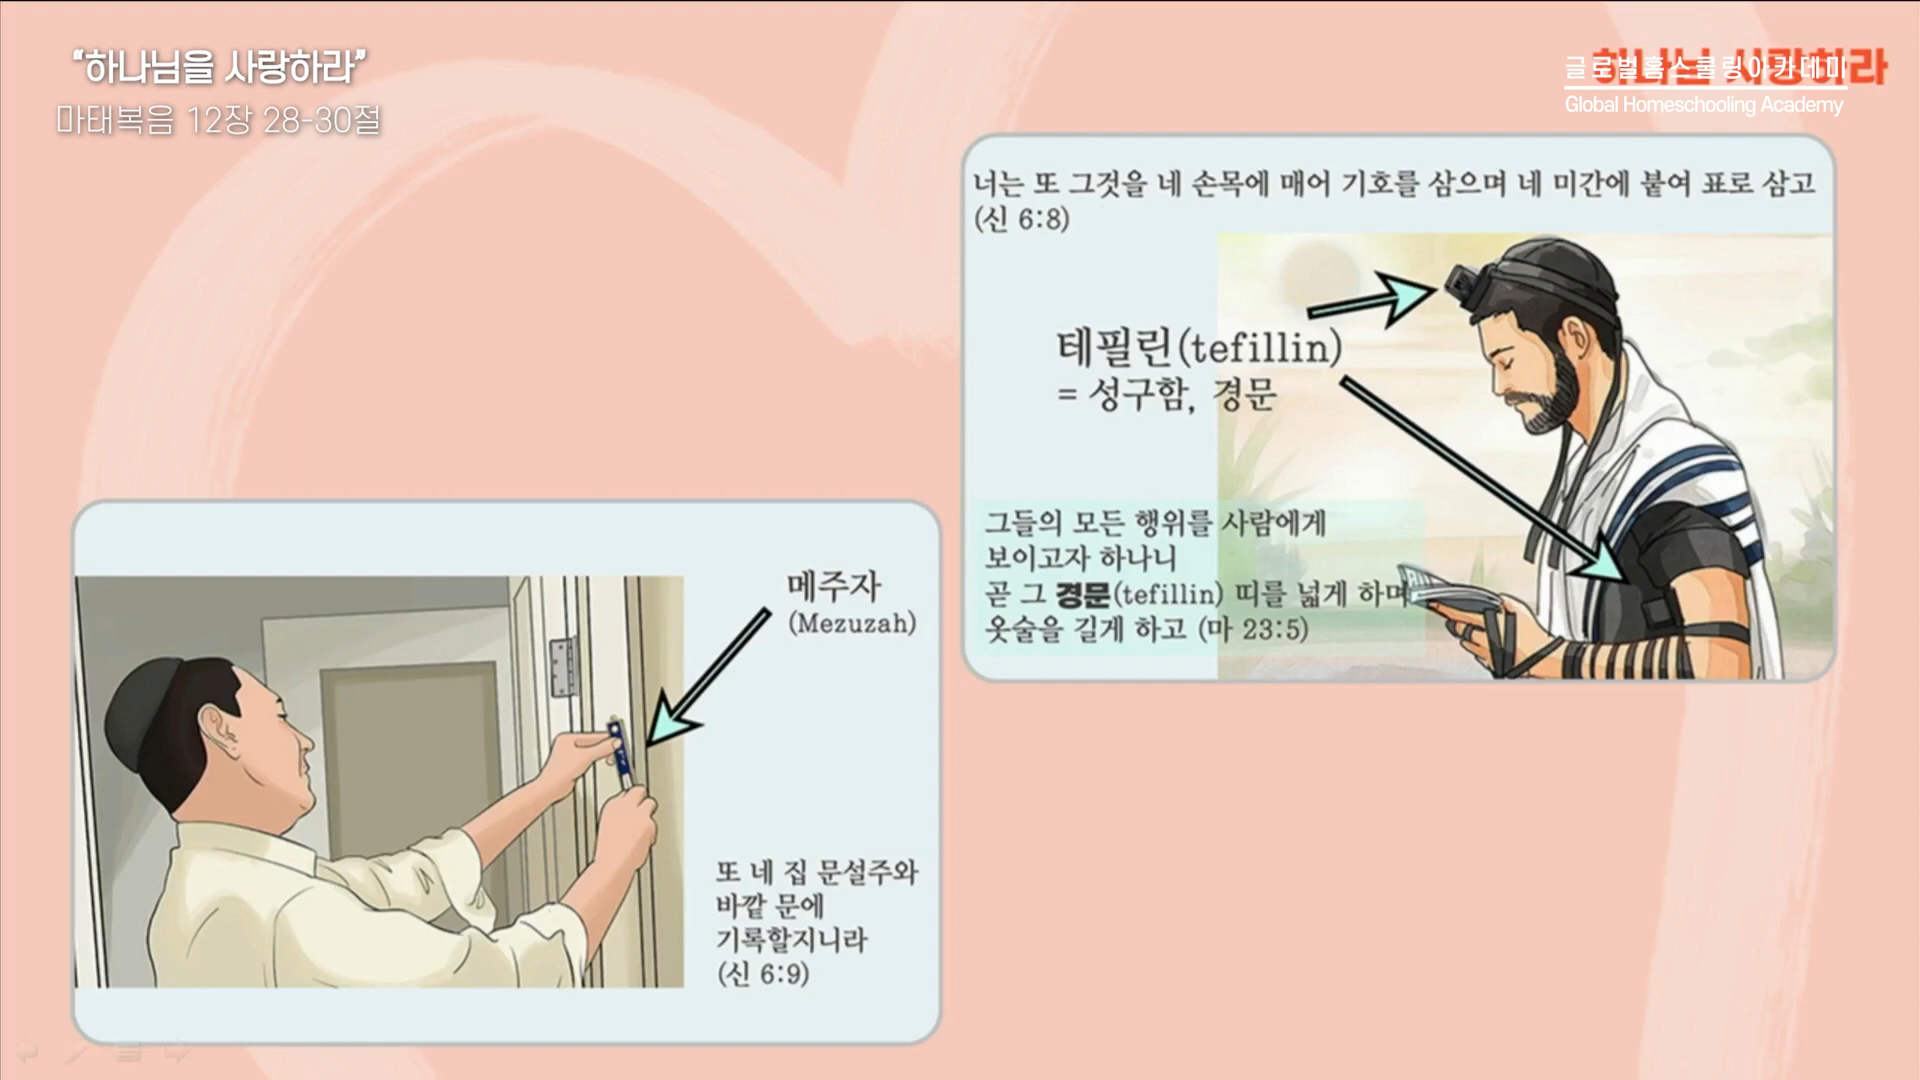 “하나님을 사랑하라”
마태복음 12장 28-30절
하나님 사랑하라
글로벌홈스쿨링아카데미
Global Homeschooling Academy
너는 또 그것을 네 손목에 매어 기호를 삼으며 네 미간에 붙여 표로 삼고
(신 6:8)
테필린(tefillin)
= 성구함, 경문
그들의 모든 행위를 사람에게
보이고자 하나니
곧 그 경문(tefillin) 띠를 넓게 하며
옷술을 길게 하고 (마 23:5)
메주자
(Mezuzah)
또 네 집 문설주와
바깥 문에
기록할지니라
(신 6:9)